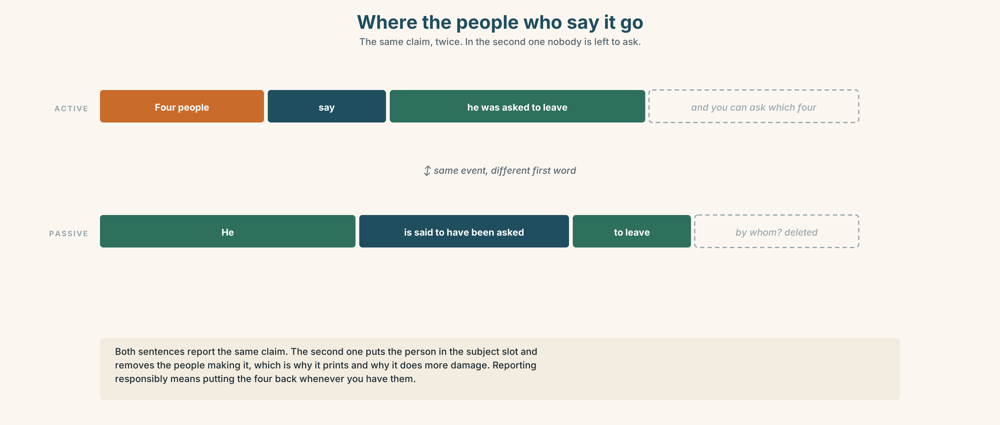 Where the people who say it go
The same claim, twice. In the second one nobody is left to ask.
ACTIVE Four people say he was asked to leave and you can ask which four
↕ same event, different first word
PASSIVE He is said to have been asked to leave by whom? deleted
Both sentences report the same claim. The second one puts the person in the subject slot and
removes the people making it, which is why it prints and why it does more damage. Reporting
responsibly means putting the four back whenever you have them.